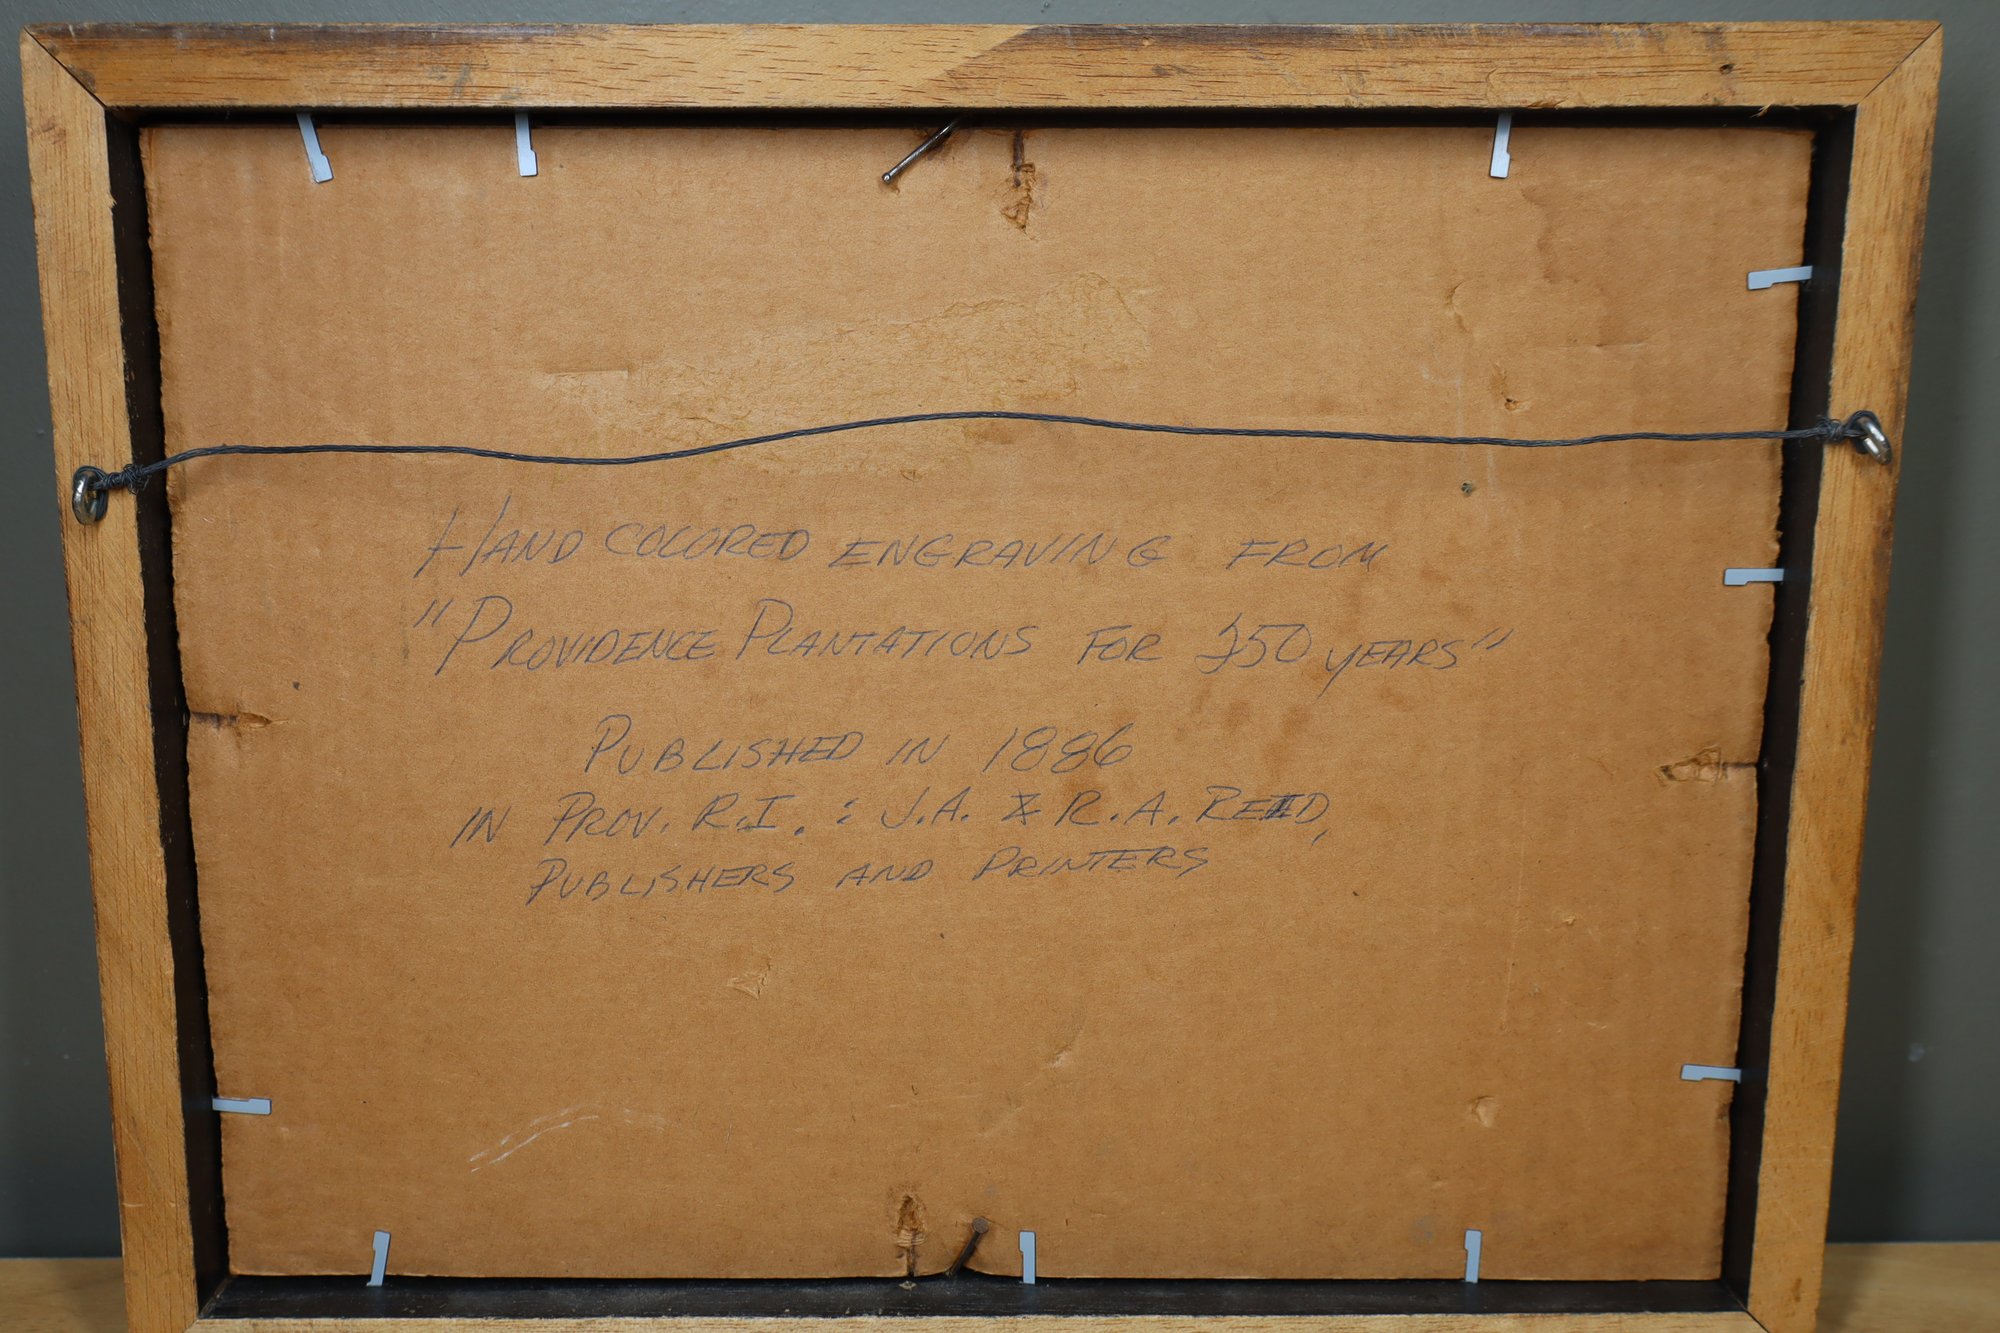 HAND COLORED ENGRAVING FROM
"PROVIDENCE PLANTATIONS FOR 250 YEARS"
PUBLISHED IN 1886
IN PROV. R.I. : J.A. & R.A. REID,
PUBLISHERS AND PRINTERS